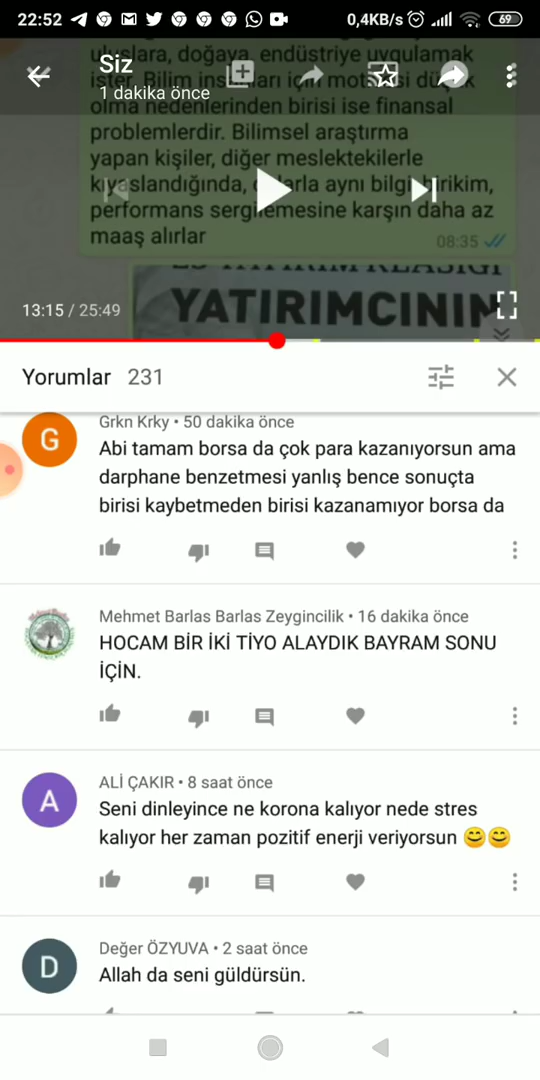 22:52
0,4KB/s
69
uluslara, doğaya, endüstriye uygulamak
Siz
ister. Bilim insanları için
1 dakika önce
olma nedenlerinden birisi ise finansal
problemlerdir. Bilimsel araştırma
yapan kişiler, diğer meslektekilerle
kıyaslandığında, aynı bilgi birikim,
performans sergilemesine karşın daha az
maaş alırlar
08:35
YATIRIMCININ
13:15 / 25:49
Yorumlar 231
G
Grkn Krky • 50 dakika önce
Abi tamam borsa da çok para kazanıyorsun ama
darphane benzetmesi yanlış bence sonuçta
birisi kaybetmeden birisi kazanamıyor borsa da
Mehmet Barlas Barlas Zeygincilik • 16 dakika önce
HOCAM BİR İKİ TİYO ALAYDIK BAYRAM SONU
İÇİN.
A
ALİ ÇAKIR • 8 saat önce
Seni dinleyince ne korona kalıyor nede stres
kalıyor her zaman pozitif enerji veriyorsun 😊😊
D
Değer ÖZYUVA • 2 saat önce
Allah da seni güldürsün.